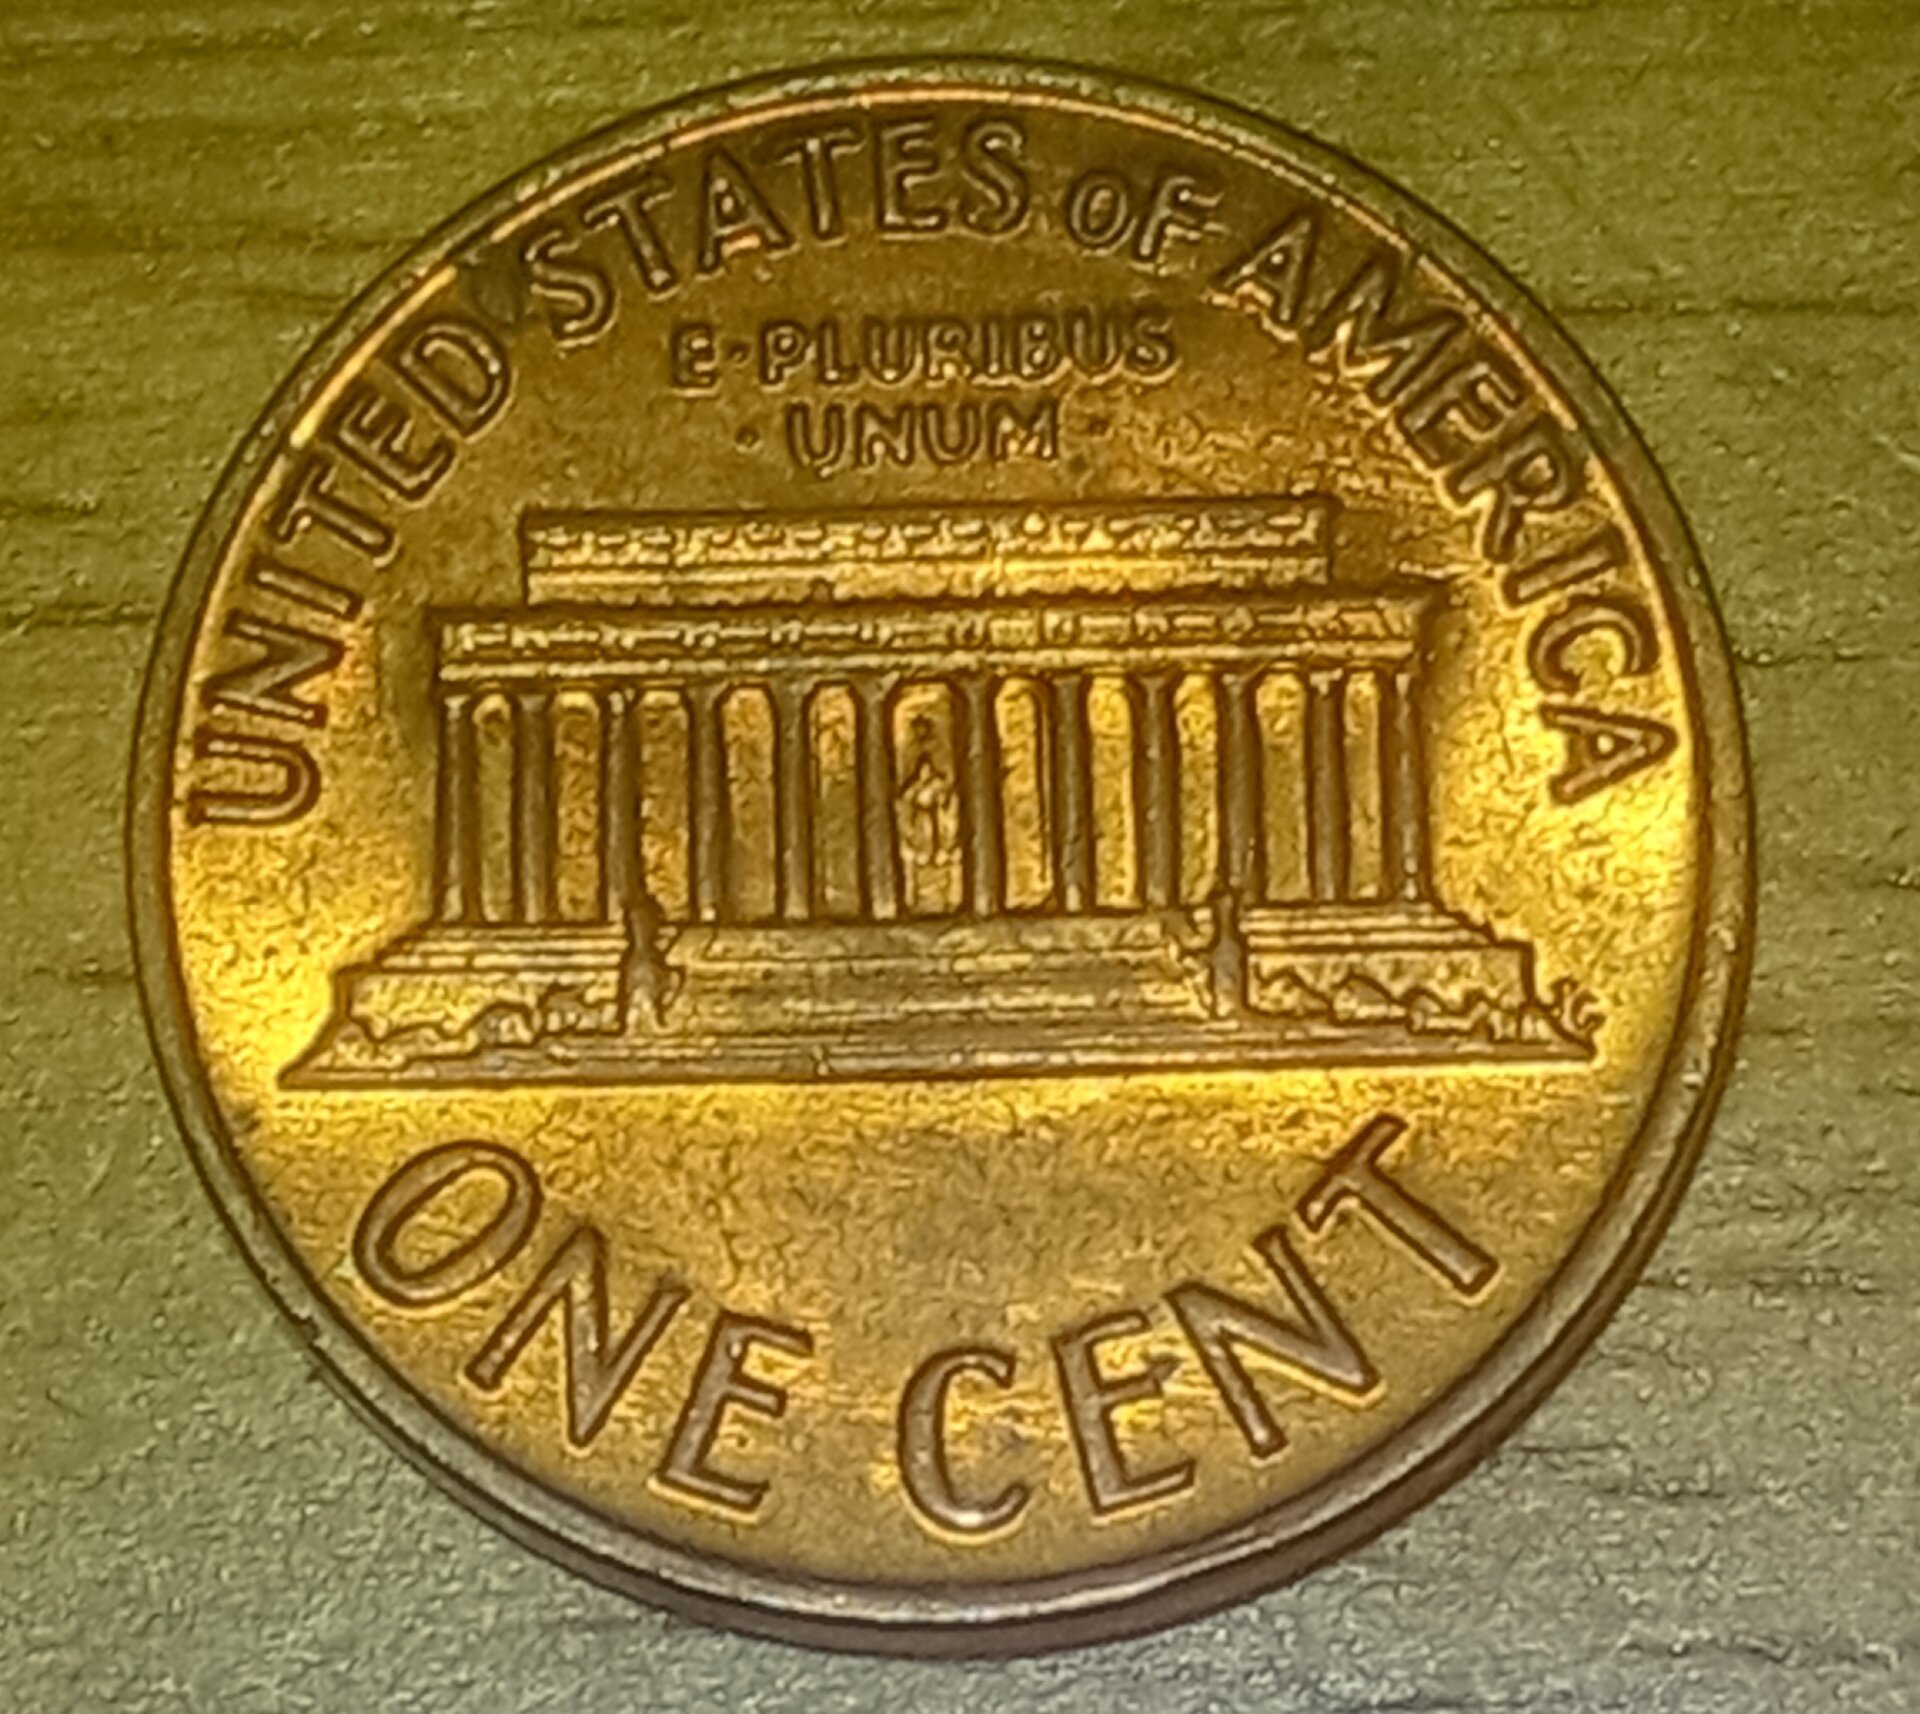 UNITED STATES OF AMERICA
E·PLURIBUS
·UNUM·
ONE CENT